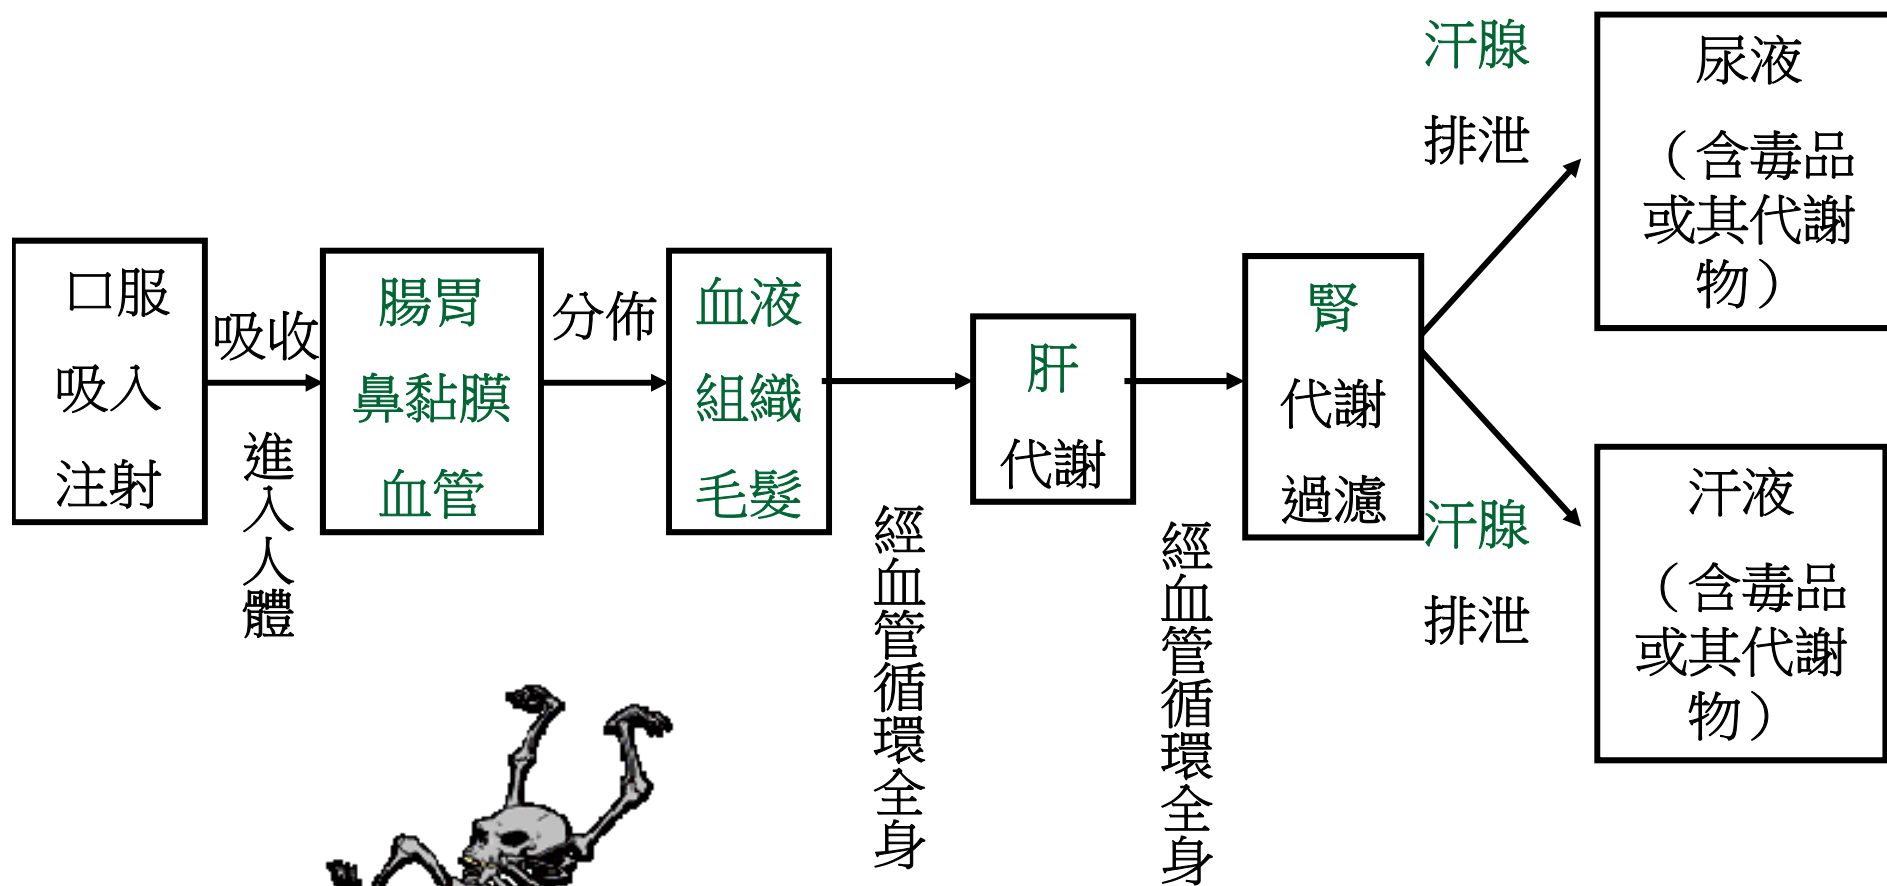 口服
吸入
注射
吸收
進入人體
腸胃
鼻黏膜
血管
分佈
血液
組織
毛髮
經血管循環全身
肝
代謝
經血管循環全身
腎
代謝
過濾
汗腺
排泄
尿液
（含毒品
或其代謝
物）
汗腺
排泄
汗液
（含毒品
或其代謝
物）